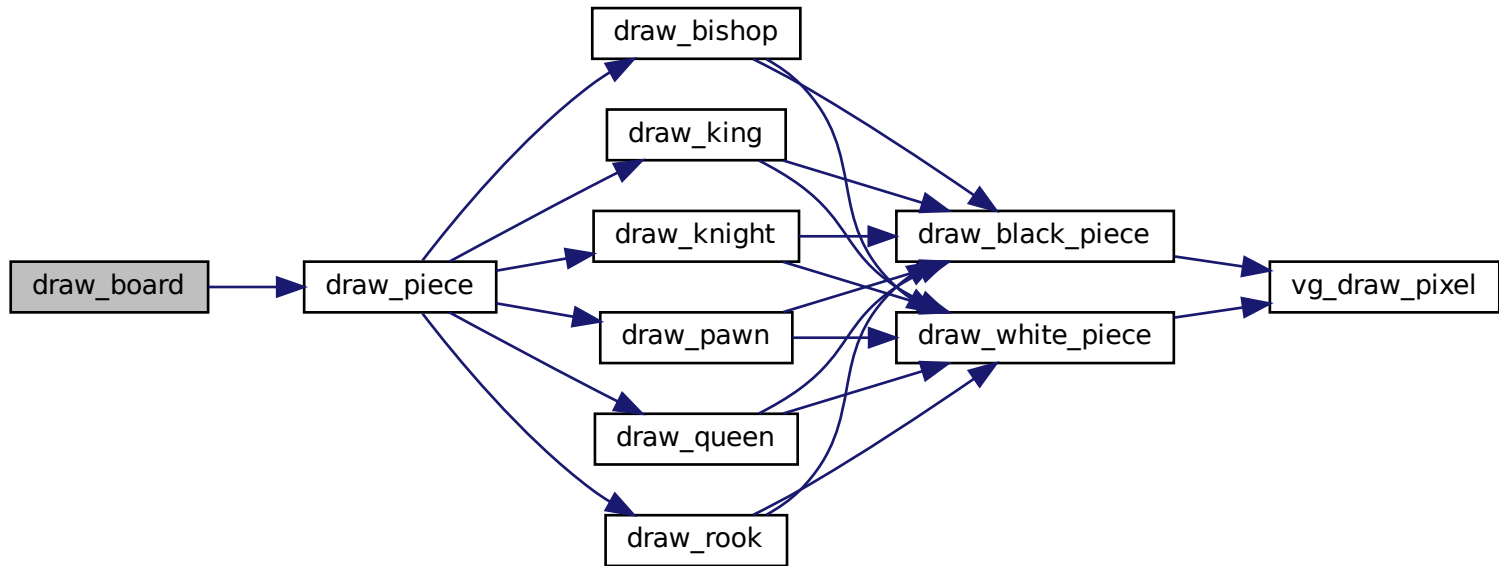 draw_board
draw_piece
draw_bishop
draw_king
draw_knight
draw_pawn
draw_queen
draw_rook
draw_black_piece
draw_white_piece
vg_draw_pixel